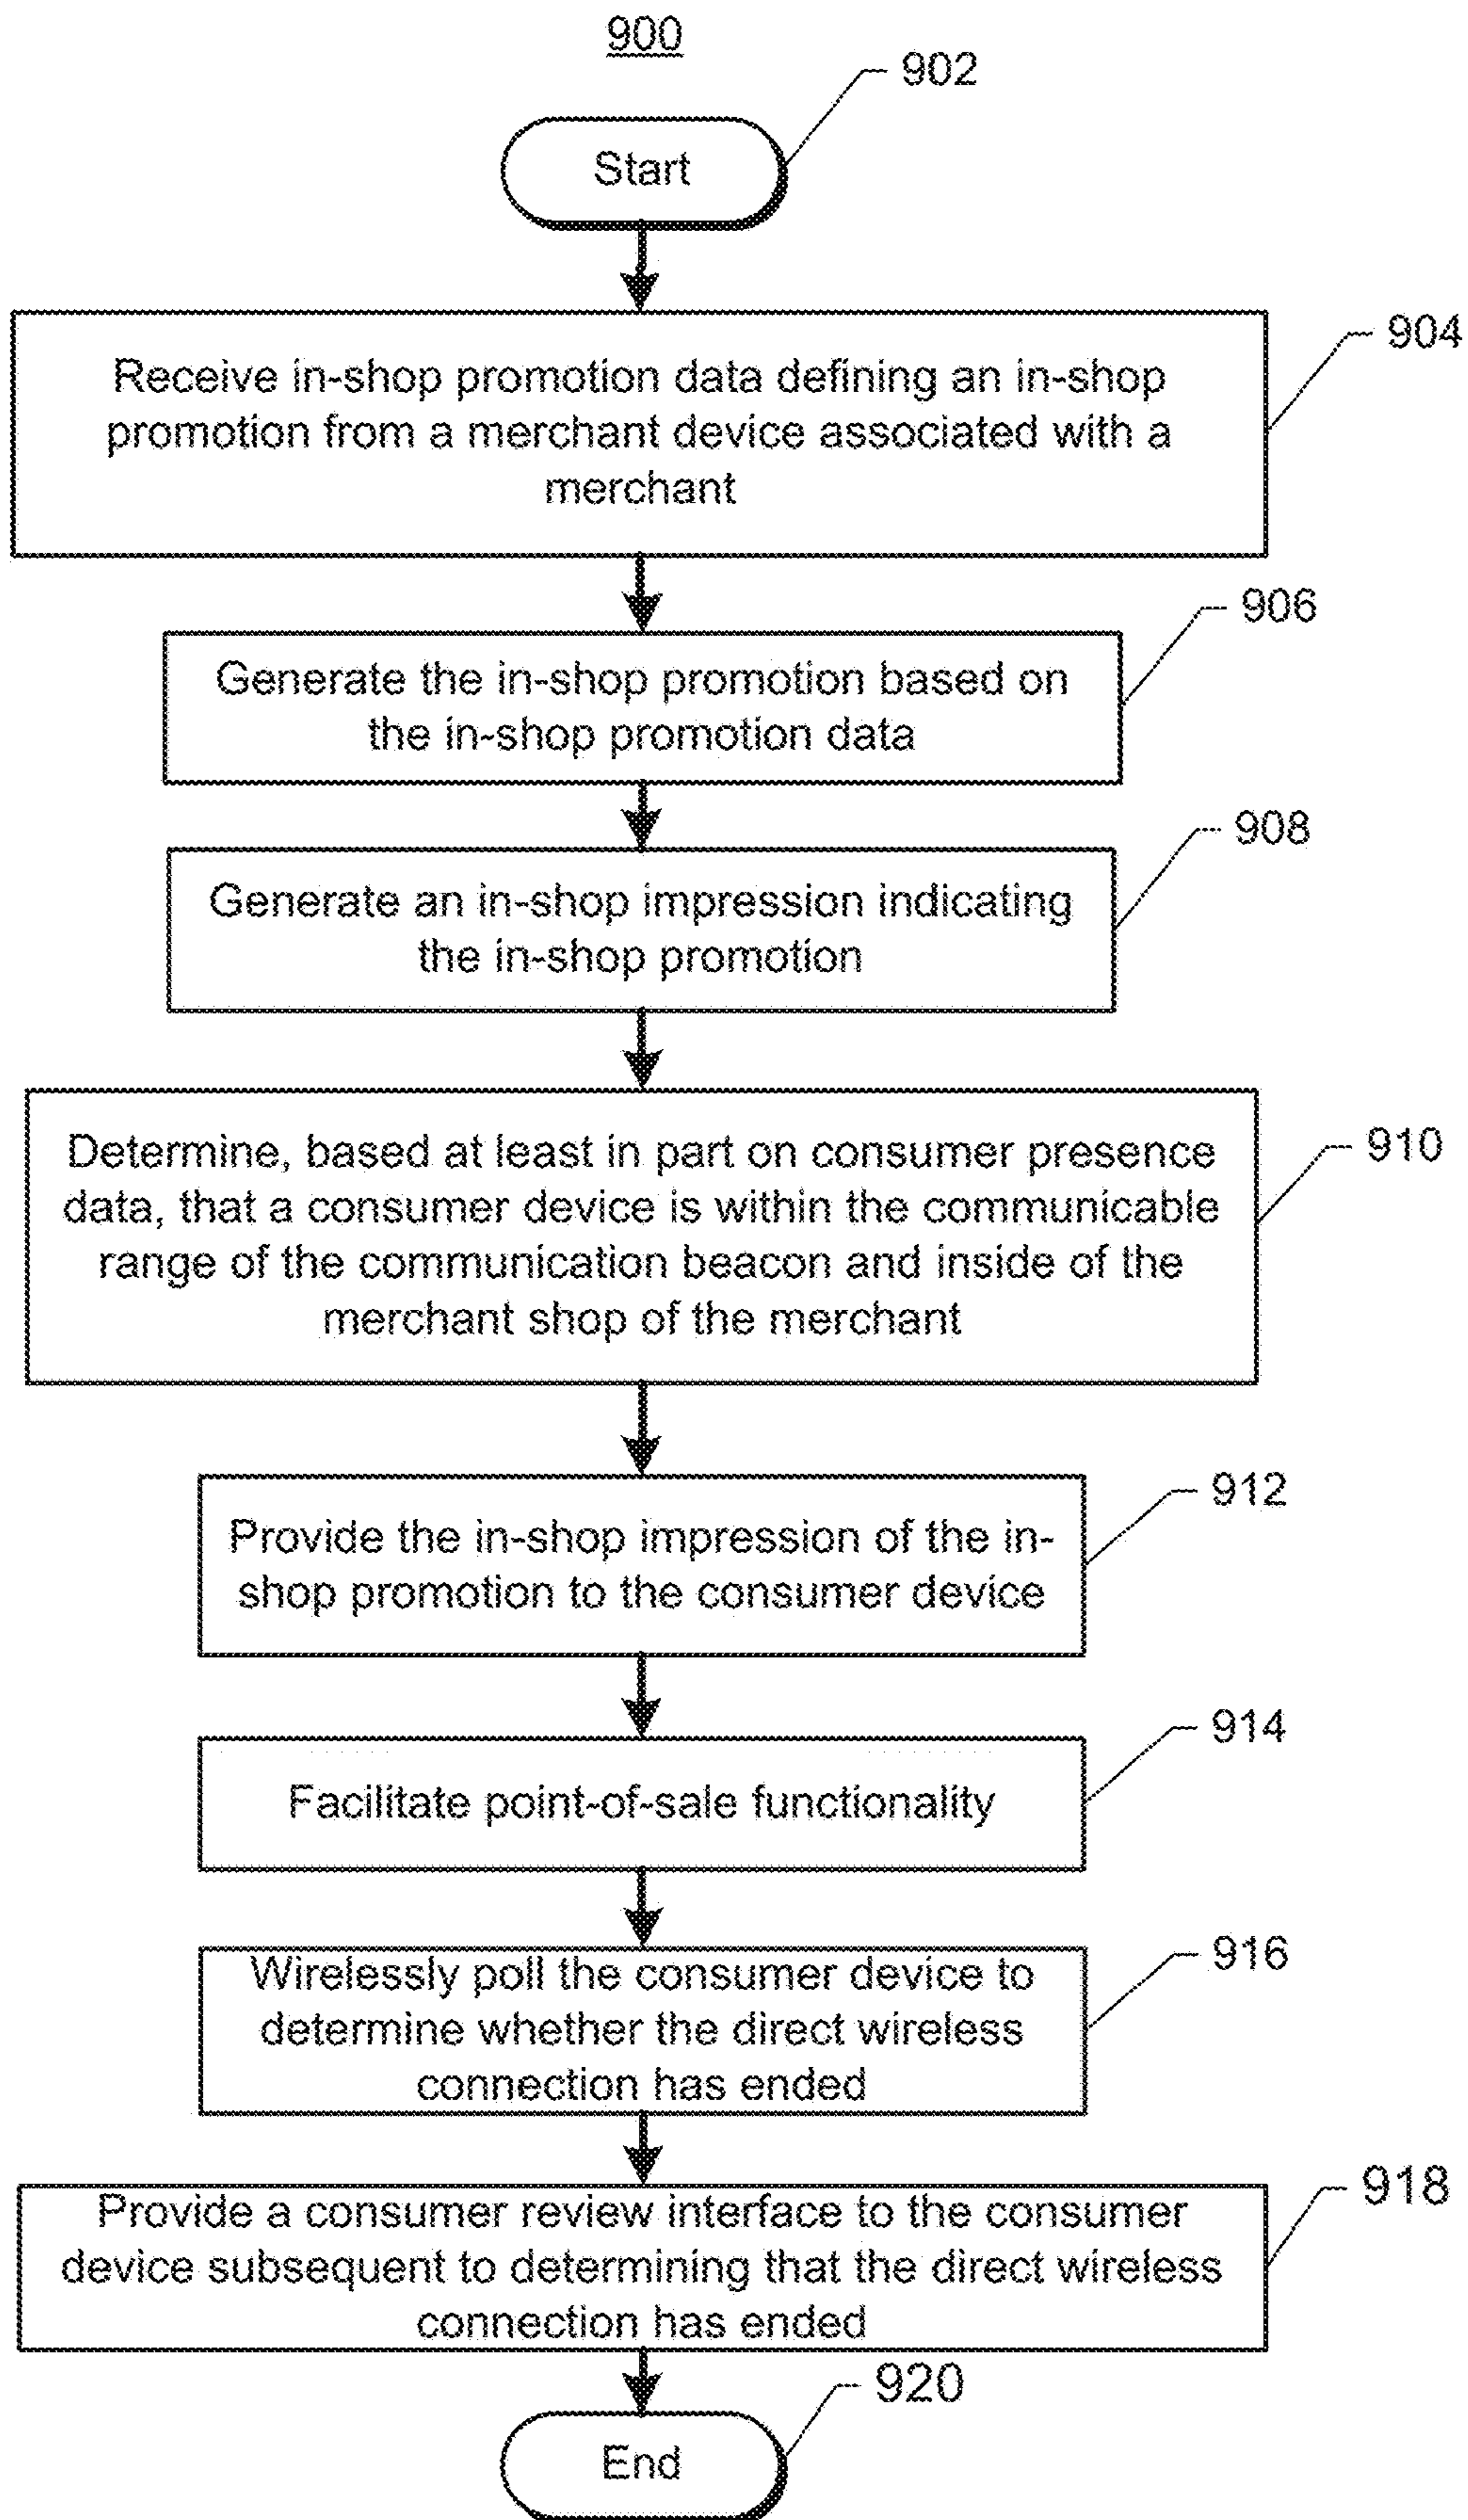 900
902
Start
904
Receive in-shop promotion data defining an in-shop
promotion from a merchant device associated with a
merchant
906
Generate the in-shop promotion based on
the in-shop promotion data
908
Generate an in-shop impression indicating
the in-shop promotion
910
Determine, based at least in part on consumer presence
data, that a consumer device is within the communicable
range of the communication beacon and inside of the
merchant shop of the merchant
912
Provide the in-shop impression of the in-
shop promotion to the consumer device
914
Facilitate point-of-sale functionality
916
Wirelessly poll the consumer device to
determine whether the direct wireless
connection has ended
918
Provide a consumer review interface to the consumer
device subsequent to determining that the direct wireless
connection has ended
920
End